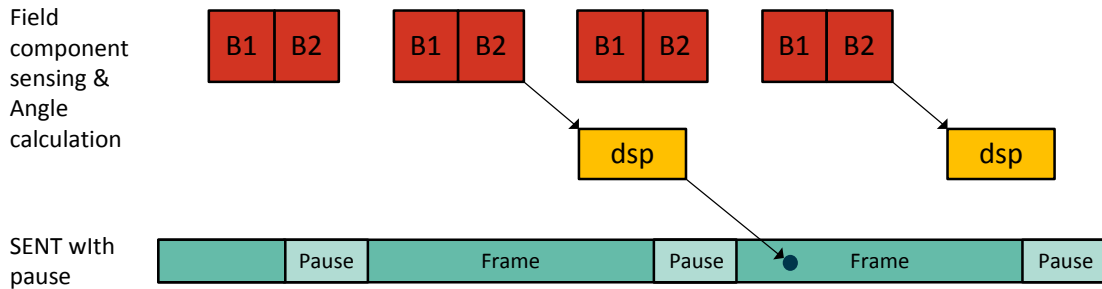 Field
component
sensing &
Angle
calculation
B1 B2 B1 B2 B1 B2 B1 B2
dsp dsp
SENT wIth
pause
Pause Frame Pause Frame Pause